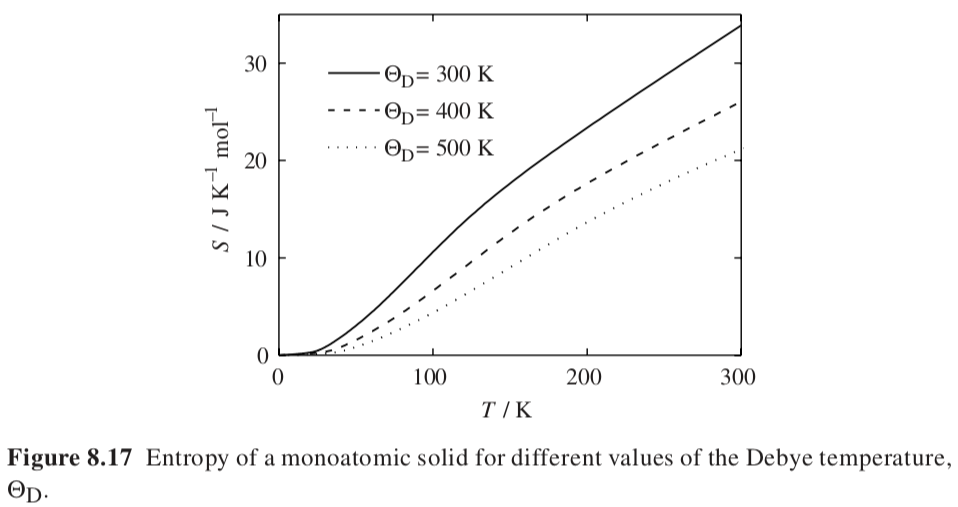 30
20
10
0
S / J K⁻¹ mol⁻¹
Θ_D= 300 K
Θ_D= 400 K
Θ_D= 500 K
0 100 200 300
T / K
Figure 8.17 Entropy of a monoatomic solid for different values of the Debye temperature,
Θ_D.